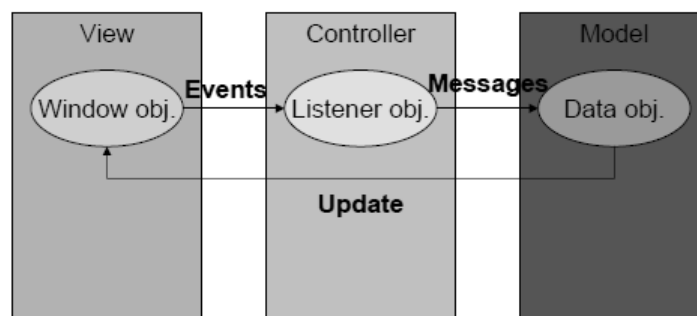 View
Controller
Model
Window obj.
Events
Listener obj.
Messages
Data obj.
Update